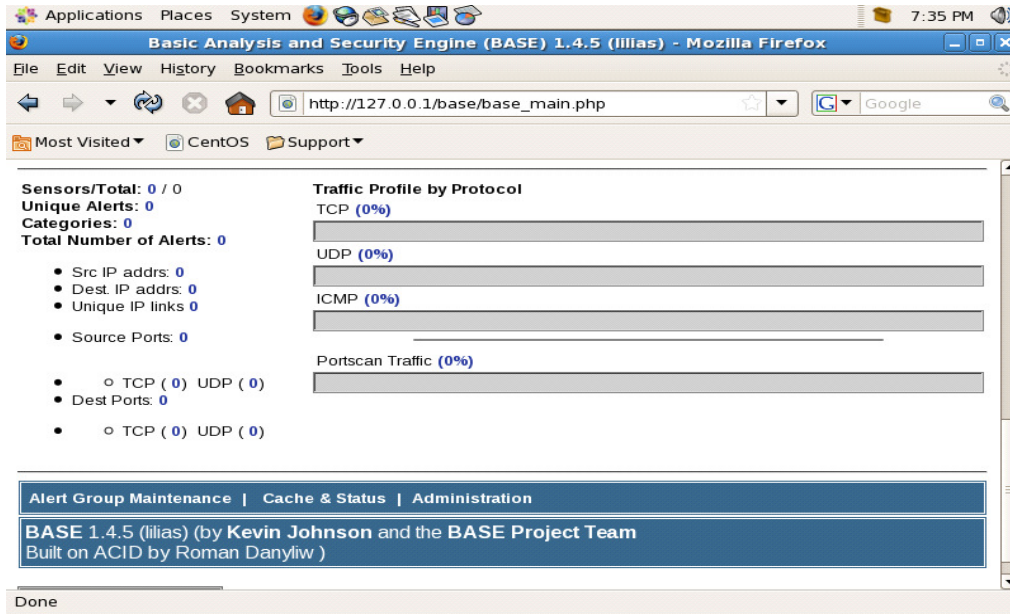 Applications Places System 7:35 PM
Basic Analysis and Security Engine (BASE) 1.4.5 (lilias) - Mozilla Firefox
File Edit View History Bookmarks Tools Help
http://127.0.0.1/base/base_main.php G Google
Most Visited CentOS Support
Sensors/Total: 0 / 0
Unique Alerts: 0
Categories: 0
Total Number of Alerts: 0
Src IP addrs: 0
Dest. IP addrs: 0
Unique IP links 0
Source Ports: 0
TCP ( 0) UDP ( 0)
Dest Ports: 0
TCP ( 0) UDP ( 0)
Traffic Profile by Protocol
TCP (0%)
UDP (0%)
ICMP (0%)
Portscan Traffic (0%)
Alert Group Maintenance | Cache & Status | Administration
BASE 1.4.5 (lilias) (by Kevin Johnson and the BASE Project Team
Built on ACID by Roman Danyliw )
Done